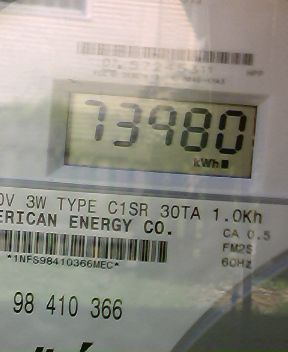 73980
kWh
0V 3W TYPE C1SR 30TA 1.0Kh
ERICAN ENERGY CO.
CA 0.5
FM2S
60Hz
*1NFS98410366MEC*
98 410 366